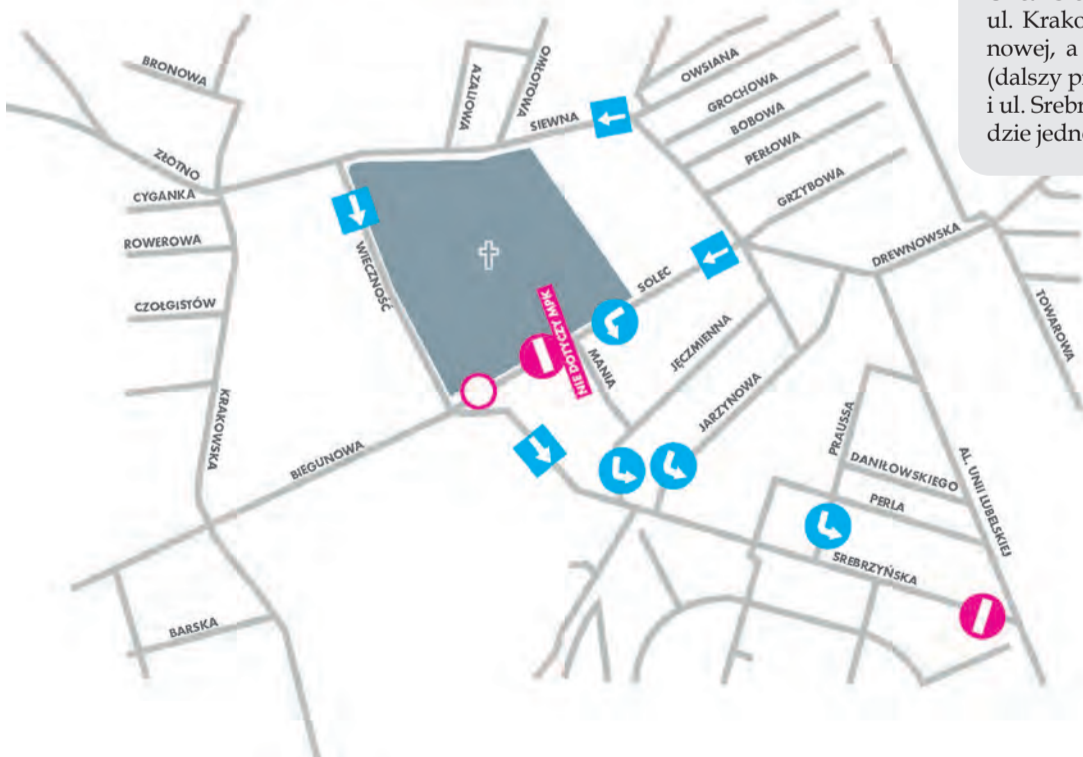 ul. Krako
nowej, a
(dalszy p
i ul. Srebr
dzie jedn
BRONOWA
AZALIOWA
OMŁOTOWA
OWSIANA
GROCHOWA
SIEWNA
BOBOWA
PERŁOWA
ZŁOTNO
CYGANKA
GRZYBOWA
ROWEROWA
WIECZNOŚĆ
DREWNOWSKA
SOLEC
CZOŁGISTÓW
TOWAROWA
NIE DOTYCZY MPK
MANIA
JĘCZMIENNA
KRAKOWSKA
JARZYNOWA
BIEGUNOWA
PRAUSSA
DANIŁOWSKIEGO
AL. UNII LUBELSKIEJ
PERLA
SREBRZYŃSKA
BARSKA